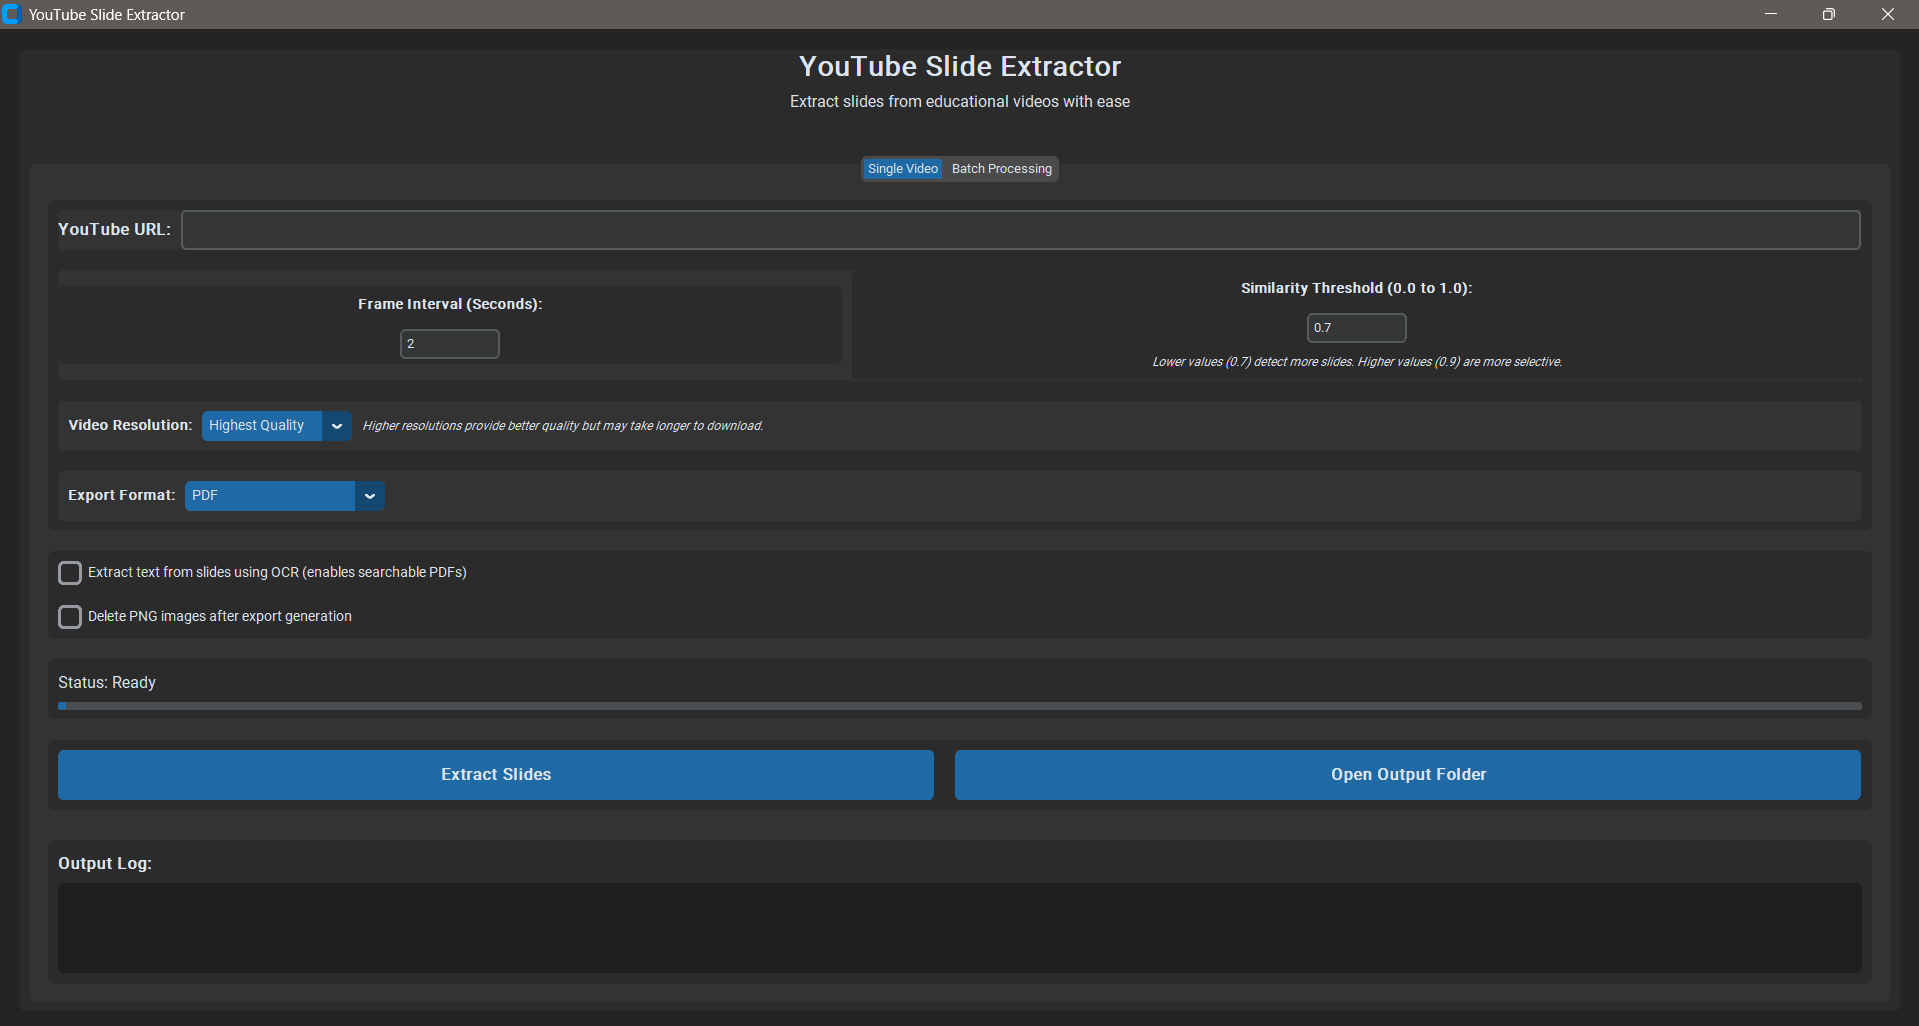 YouTube Slide Extractor
YouTube Slide Extractor
Extract slides from educational videos with ease
Single Video
Batch Processing
YouTube URL:
Frame Interval (Seconds):
2
Similarity Threshold (0.0 to 1.0):
0.7
Lower values (0.7) detect more slides. Higher values (0.9) are more selective.
Video Resolution:
Highest Quality
Higher resolutions provide better quality but may take longer to download.
Export Format:
PDF
Extract text from slides using OCR (enables searchable PDFs)
Delete PNG images after export generation
Status: Ready
Extract Slides
Open Output Folder
Output Log: